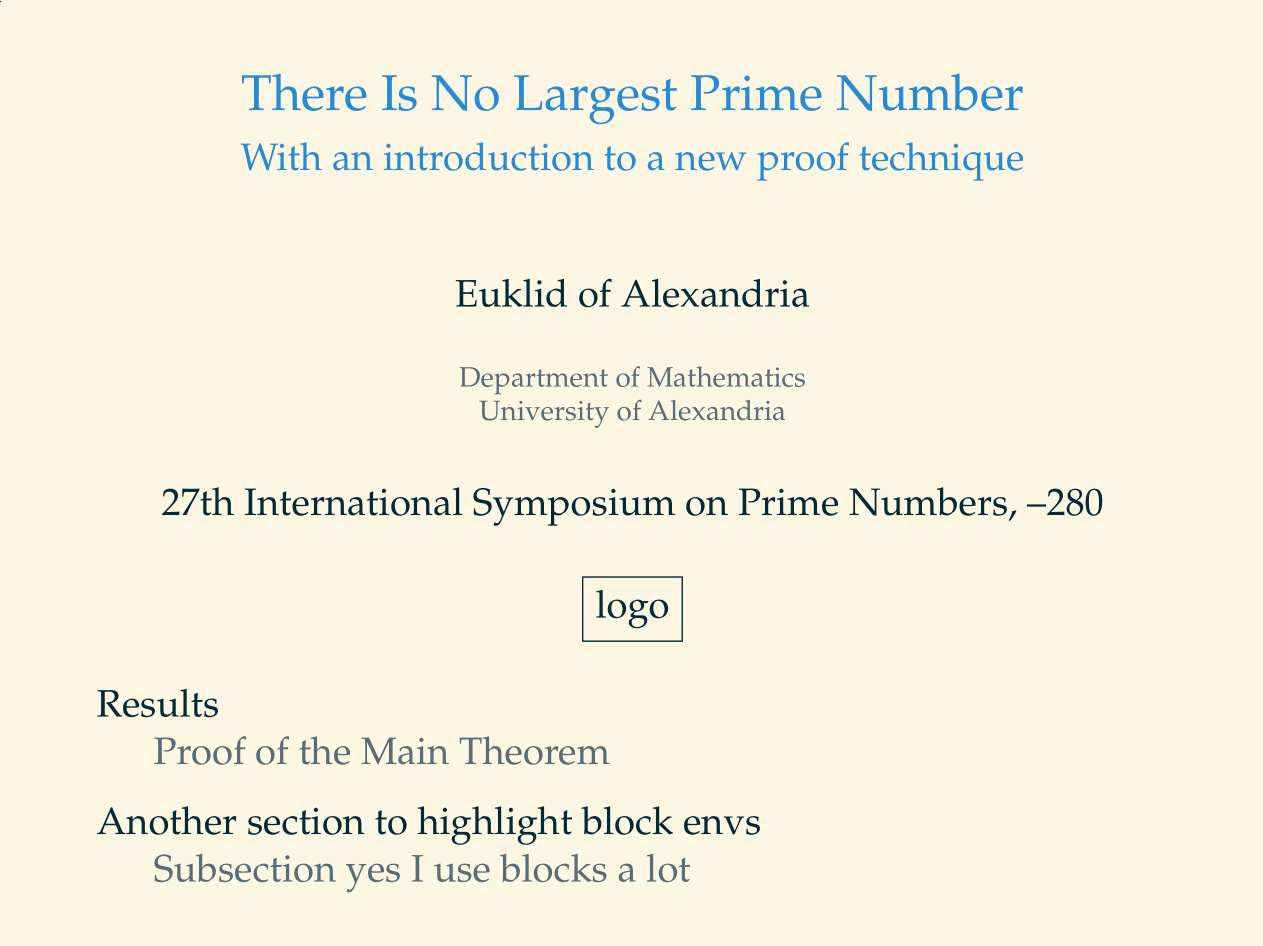 There Is No Largest Prime Number
With an introduction to a new proof technique
Euklid of Alexandria
Department of Mathematics
University of Alexandria
27th International Symposium on Prime Numbers, –280
logo
Results
Proof of the Main Theorem
Another section to highlight block envs
Subsection yes I use blocks a lot